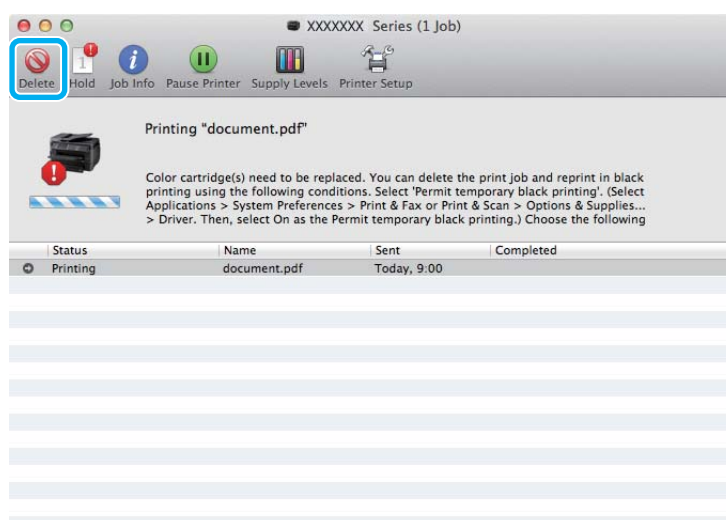 XXXXXXX Series (1 Job)
Delete Hold Job Info Pause Printer Supply Levels Printer Setup
1
i
Printing “document.pdf”
Color cartridge(s) need to be replaced. You can delete the print job and reprint in black
printing using the following conditions. Select 'Permit temporary black printing'. (Select
Applications > System Preferences > Print & Fax or Print & Scan > Options & Supplies...
> Driver. Then, select On as the Permit temporary black printing.) Choose the following
Status Name Sent Completed
Printing document.pdf Today, 9:00